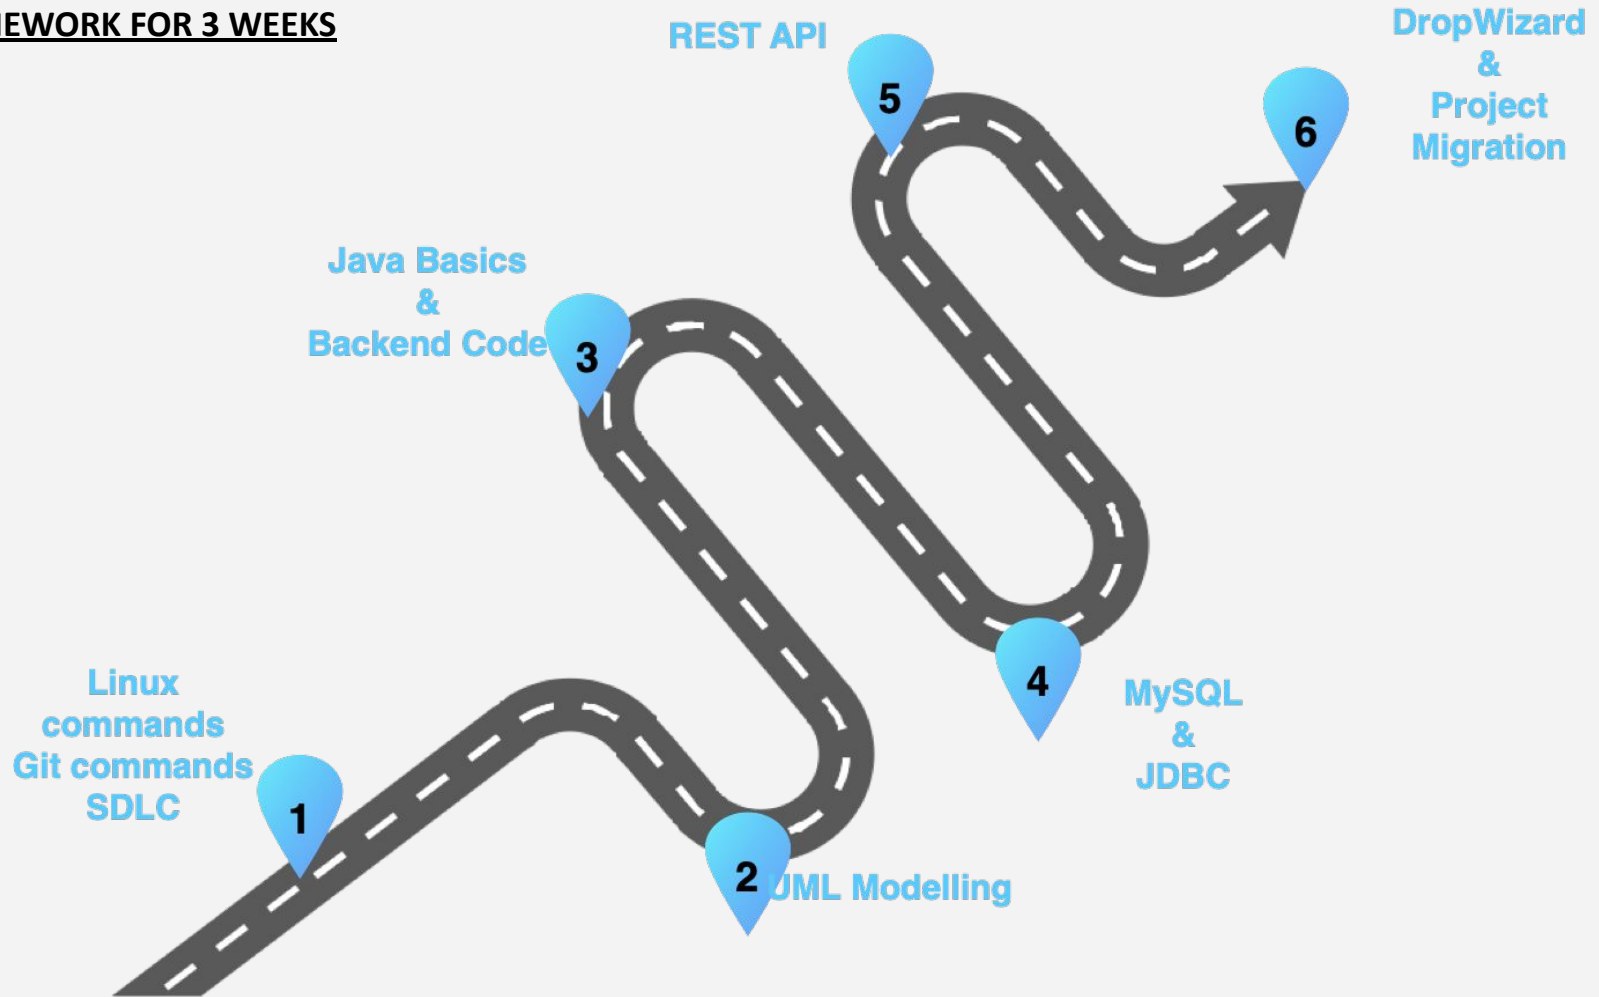 EWORK FOR 3 WEEKS
REST API
DropWizard
&
Project
Migration
5
6
Java Basics
&
Backend Code
3
Linux
commands
Git commands
SDLC
1
4
MySQL
&
JDBC
2
UML Modelling